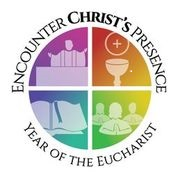 ENCOUNTER CHRIST'S PRESENCE
YEAR OF THE EUCHARIST